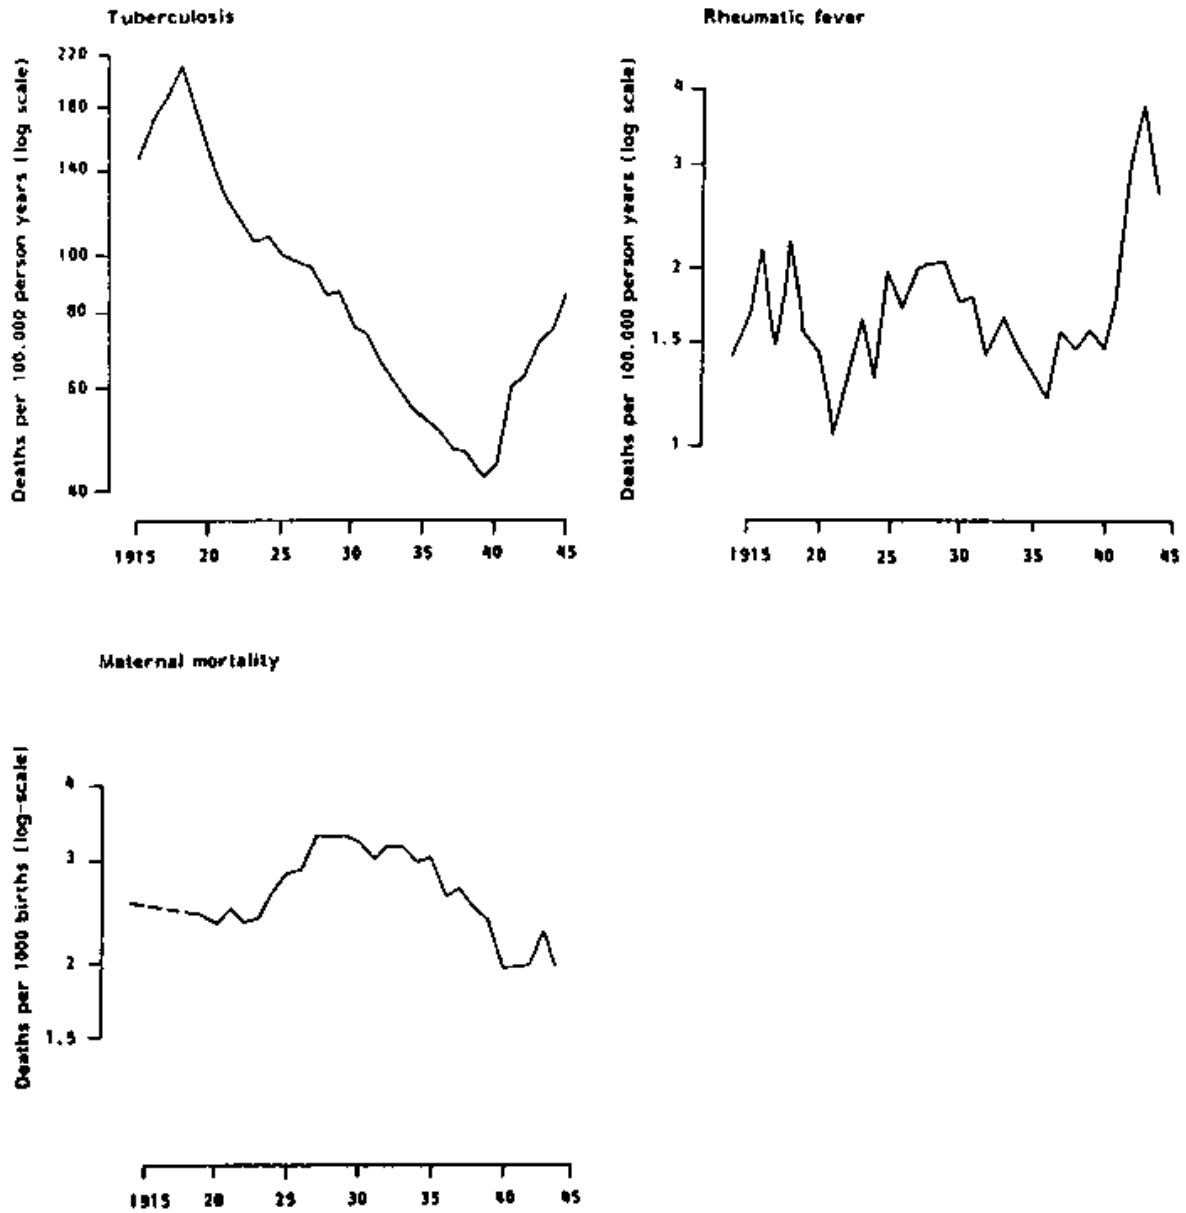 Tuberculosis
Deaths per 100.000 person years (log scale)
220
200
180
140
100
80
60
40
1915 20 25 30 35 40 45
Rheumatic fever
Deaths per 100.000 person years (log scale)
4
3
2
1.5
1
1915 20 25 30 35 40 45
Maternal mortality
Deaths per 1000 births (log-scale)
4
3
2
1.5
1915 20 25 30 35 40 45